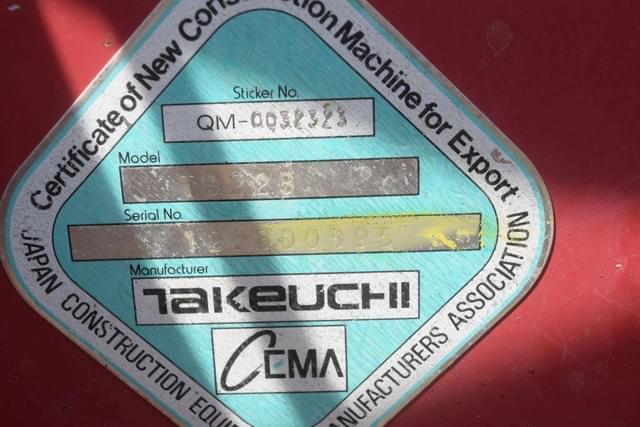 Certificate of New Construction Machine for Export
Sticker No.
QM-0032323
Model
Serial No.
Manufacturer
TAKEUCHI
CEMA
JAPAN CONSTRUCTION EQUI MANUFACTURERS ASSOCIATION